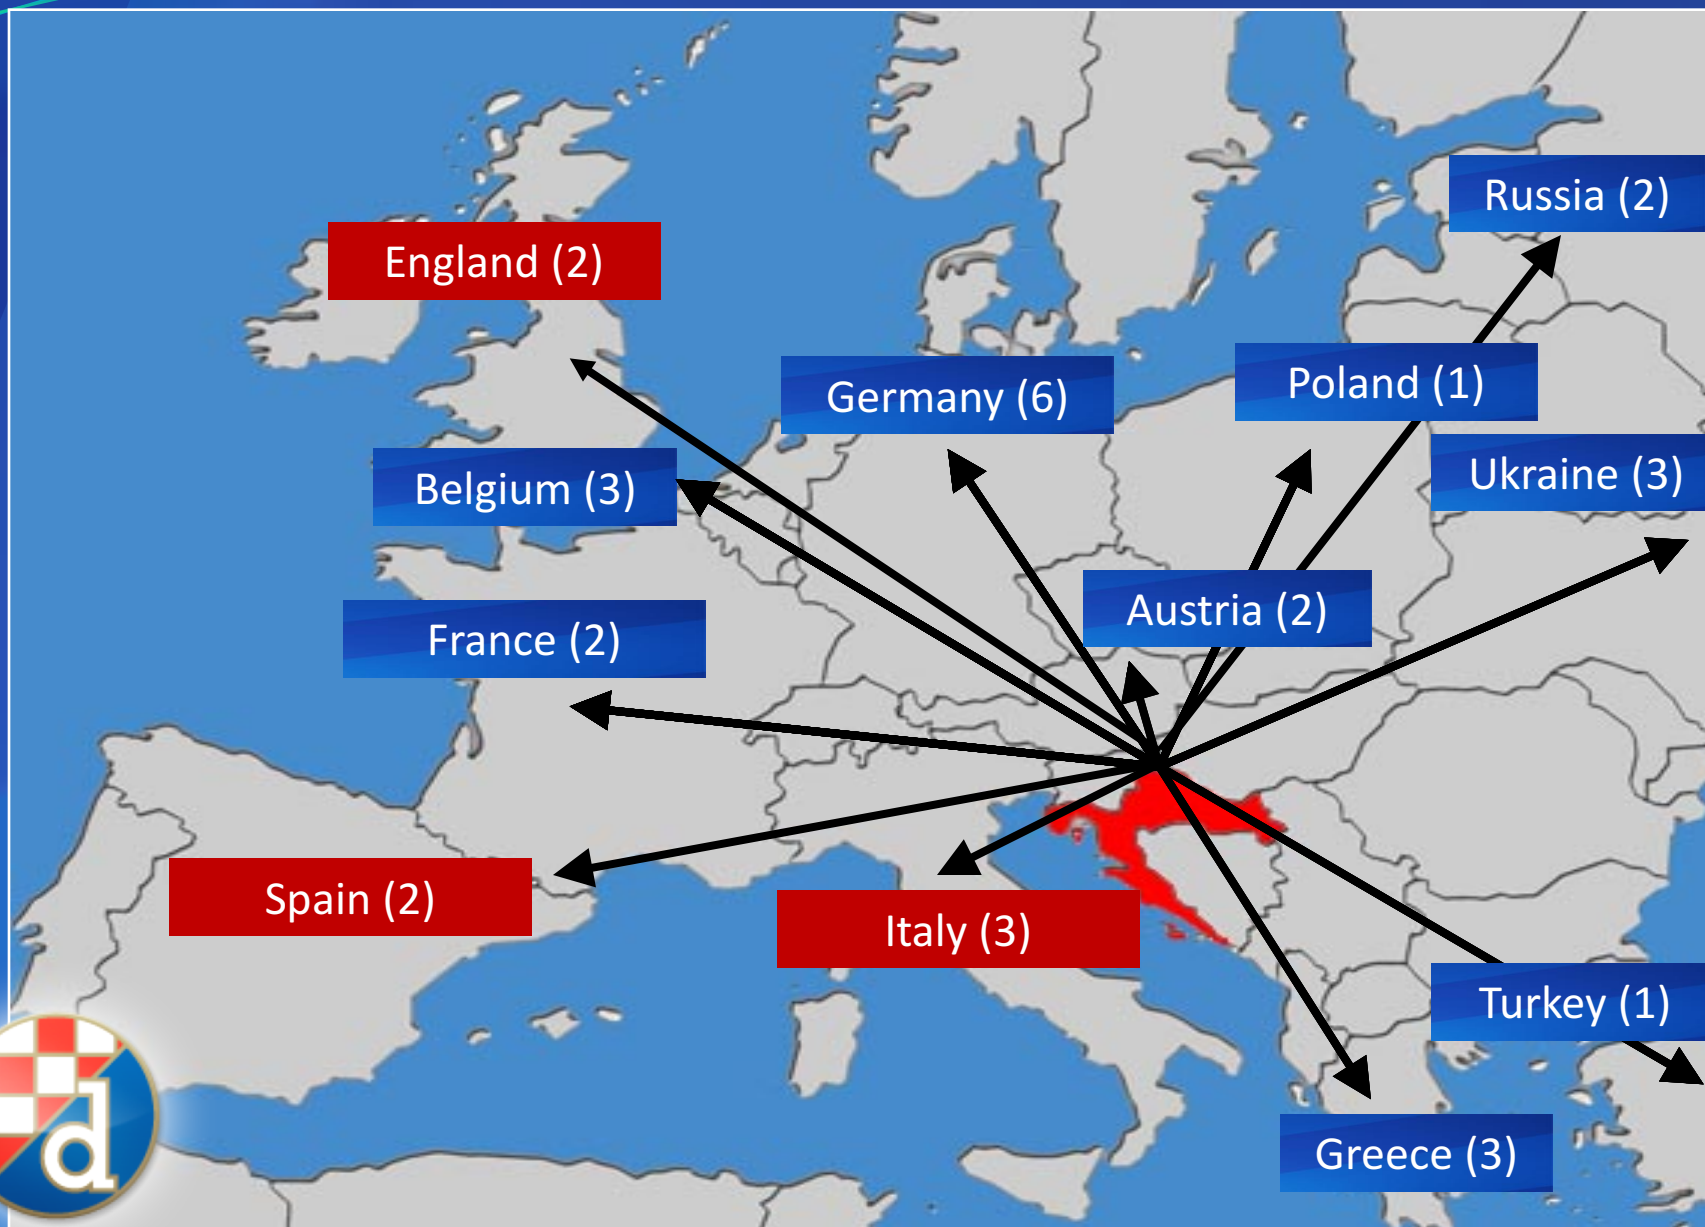 Russia (2)
England (2)
Germany (6)
Poland (1)
Belgium (3)
Ukraine (3)
Austria (2)
France (2)
Spain (2)
Italy (3)
Turkey (1)
Greece (3)
d